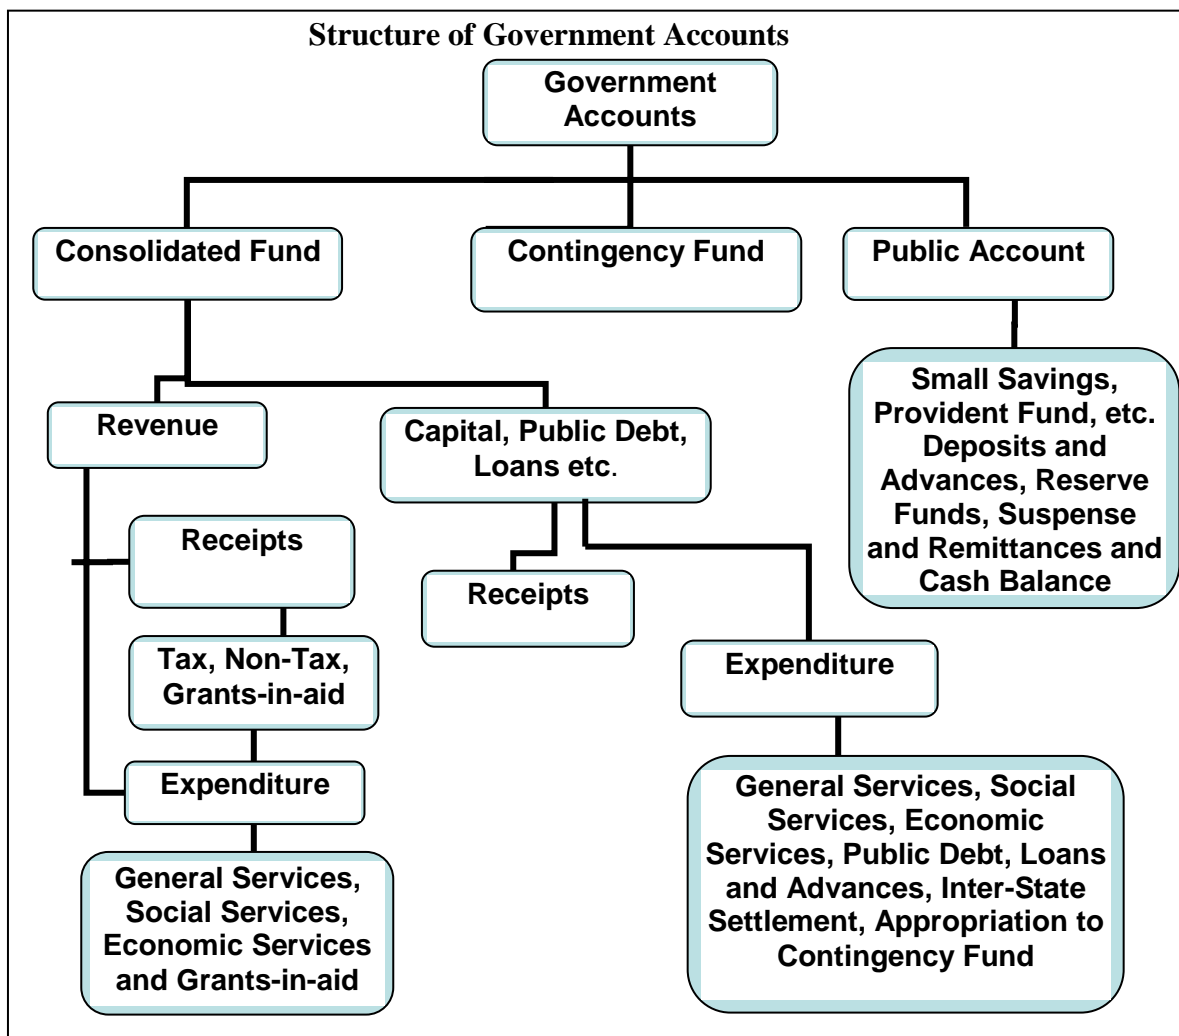 Structure of Government Accounts
Government
Accounts
Consolidated Fund
Contingency Fund
Public Account
Revenue
Capital, Public Debt,
Loans etc.
Small Savings,
Provident Fund, etc.
Deposits and
Advances, Reserve
Funds, Suspense
and Remittances and
Cash Balance
Receipts
Receipts
Tax, Non-Tax,
Grants-in-aid
Expenditure
Expenditure
General Services,
Social Services,
Economic Services
and Grants-in-aid
General Services, Social
Services, Economic
Services, Public Debt, Loans
and Advances, Inter-State
Settlement, Appropriation to
Contingency Fund